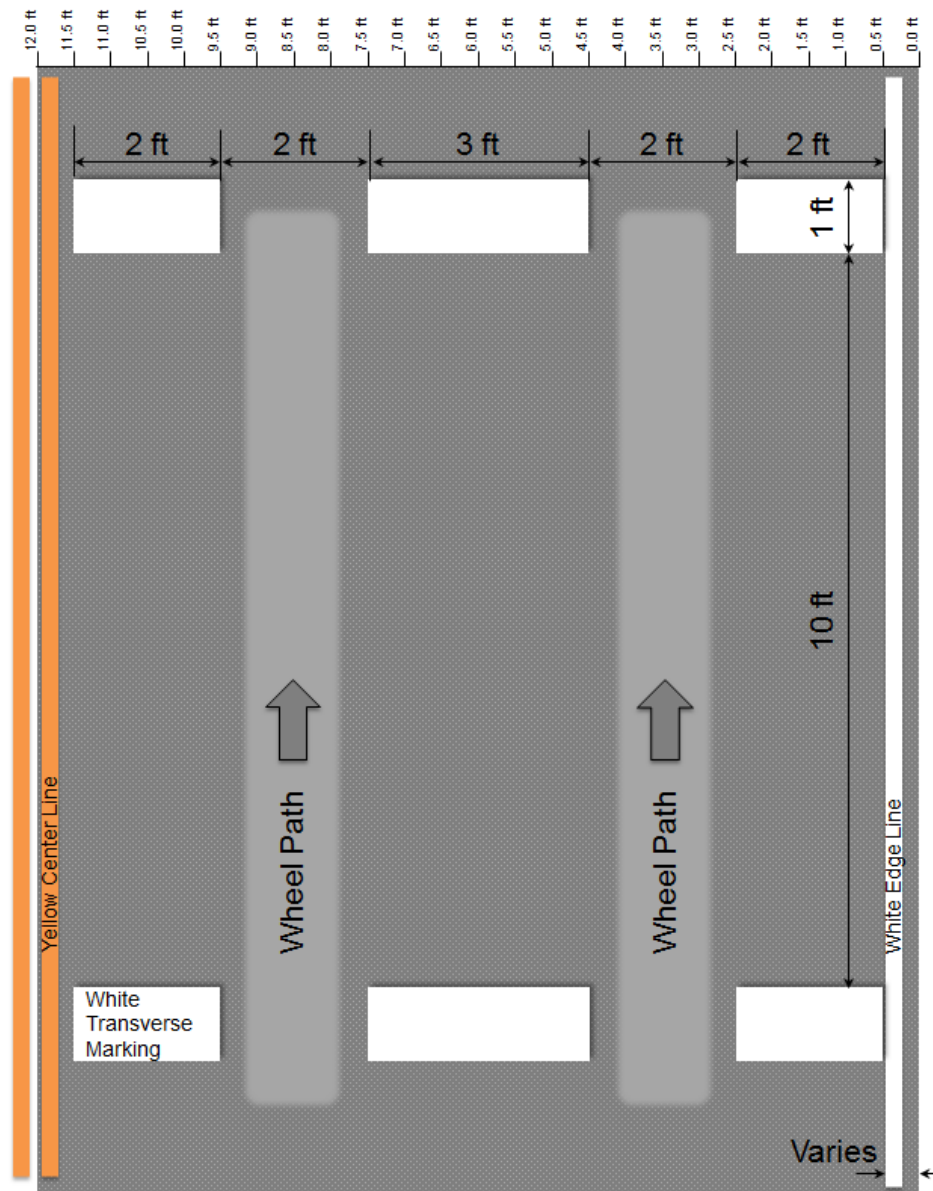 12.0 ft
11.5 ft
11.0 ft
10.5 ft
10.0 ft
9.5 ft
9.0 ft
8.5 ft
8.0 ft
7.5 ft
7.0 ft
6.5 ft
5.5 ft
5.0 ft
4.5 ft
4.0 ft
3.5 ft
3.0 ft
2.5 ft
2.0 ft
1.5 ft
1.0 ft
0.5 ft
0.0 ft
2 ft
2 ft
3 ft
2 ft
2 ft
1 ft
10 ft
Yellow Center Line
Wheel Path
Wheel Path
White Edge Line
White
Transverse
Marking
Varies